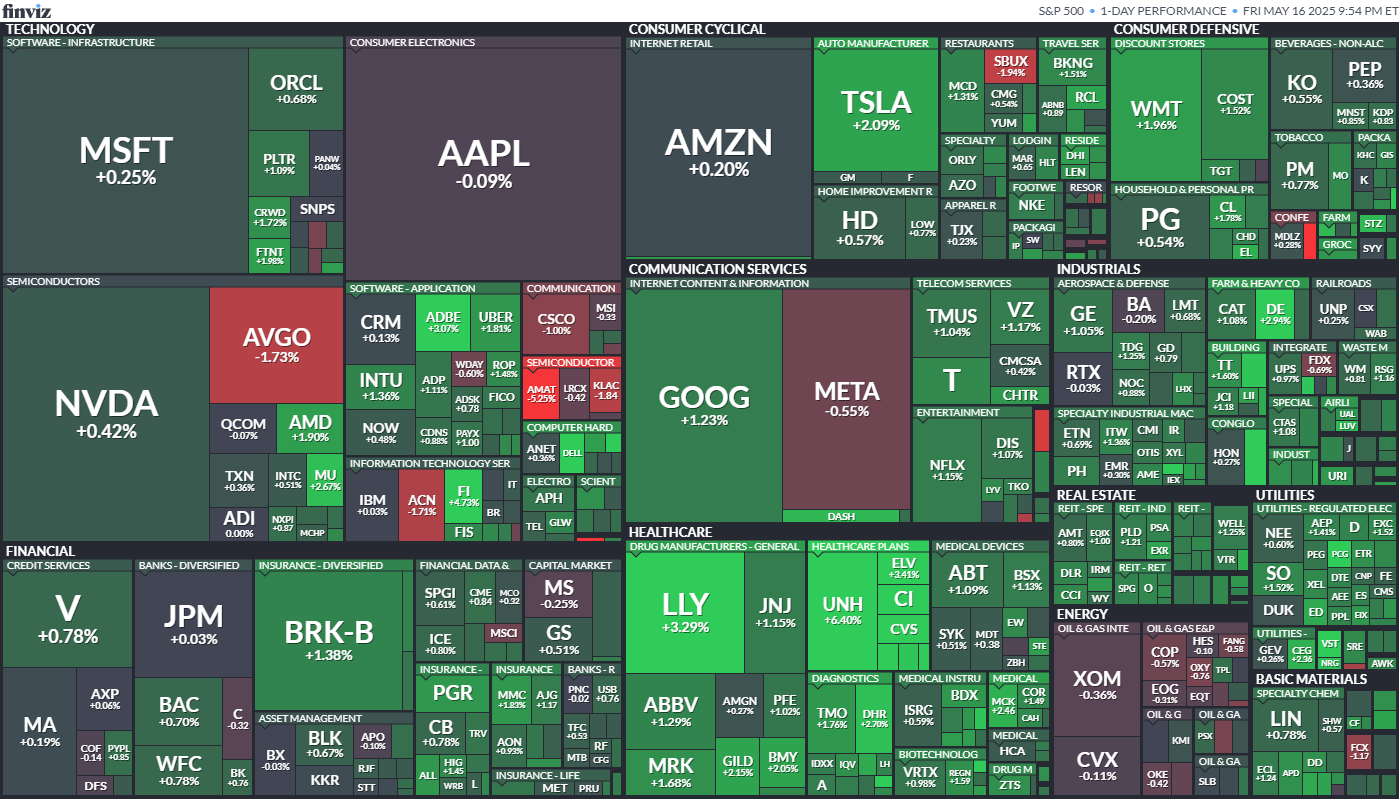 finviz
S&P 500 • 1-DAY PERFORMANCE • FRI MAY 16 2025 9:54 PM ET
TECHNOLOGY
SOFTWARE - INFRASTRUCTURE
MSFT
+0.25%
ORCL
+0.68%
PLTR
+1.09%
PANW
+0.04%
CRWD
+1.72%
SNPS
FTNT
+1.98%
CONSUMER ELECTRONICS
AAPL
-0.09%
SEMICONDUCTORS
NVDA
+0.42%
AVGO
-1.73%
QCOM
-0.07%
AMD
+1.90%
TXN
+0.36%
INTC
+0.51%
MU
+2.67%
ADI
0.00%
NXPI
+0.87
MCHP
SOFTWARE - APPLICATION
CRM
+0.13%
ADBE
+3.07%
UBER
+1.81%
INTU
+1.36%
ADP
+1.11%
WDAY
-0.60%
ROP
+1.48%
ADSK
+0.78
FICO
NOW
+0.48%
CDNS
+0.88%
PAYX
+1.00
COMMUNICATION
CSCO
-1.00%
MSI
-0.33
SEMICONDUCTOR
AMAT
-5.25%
LRCX
-0.42
KLAC
-1.84
COMPUTER HARD
ANET
+0.36%
DELL
INFORMATION TECHNOLOGY SER
IBM
+0.03%
ACN
-1.71%
FI
+4.73%
IT
BR
FIS
ELECTRO
APH
TEL
GLW
SCIENT
CONSUMER CYCLICAL
INTERNET RETAIL
AMZN
+0.20%
AUTO MANUFACTURER
TSLA
+2.09%
GM
F
HOME IMPROVEMENT R
HD
+0.57%
LOW
+0.77%
RESTAURANTS
MCD
+1.31%
SBUX
-1.94%
CMG
+0.54%
YUM
TRAVEL SER
BKNG
+1.51%
ABNB
+0.89
RCL
SPECIALTY
ORLY
AZO
LODGIN
MAR
+0.65
HLT
RESIDE
DHI
LEN
APPAREL R
TJX
+0.23%
FOOTWE
NKE
RESOR
PACKAGI
IP
SW
CONSUMER DEFENSIVE
DISCOUNT STORES
WMT
+1.96%
COST
+1.52%
TGT
BEVERAGES - NON-ALC
KO
+0.55%
PEP
+0.36%
MNST
+0.85%
KDP
+0.83
HOUSEHOLD & PERSONAL PR
PG
+0.54%
CL
+1.78%
CHD
EL
TOBACCO
PM
+0.77%
MO
PACKA
KHC
GIS
K
CONFE
MDLZ
+0.28%
FARM
GROC
STZ
SYY
COMMUNICATION SERVICES
INTERNET CONTENT & INFORMATION
GOOG
+1.23%
META
-0.55%
DASH
TELECOM SERVICES
TMUS
+1.04%
VZ
+1.17%
T
CMCSA
+0.42%
CHTR
ENTERTAINMENT
NFLX
+1.15%
DIS
+1.07%
LYV
TKO
INDUSTRIALS
AEROSPACE & DEFENSE
GE
+1.05%
BA
-0.20%
LMT
+0.68%
RTX
-0.03%
TDG
+1.25%
GD
+0.79
NOC
+0.88%
LHX
FARM & HEAVY CO
CAT
+1.08%
DE
+2.94%
RAILROADS
UNP
+0.25%
CSX
WAB
BUILDING
TT
+1.60%
JCI
+1.18
LII
INTEGRATE
UPS
+0.97%
FDX
-0.69%
WASTE M
WM
+0.81
RSG
+1.16
SPECIALTY INDUSTRIAL MAC
ETN
+0.69%
ITW
+1.36%
CMI
IR
OTIS
XYL
PH
EMR
+0.30%
AME
IEX
CONGLO
HON
+0.27%
SPECIAL
CTAS
+1.08
AIRLI
UAL
LUV
INDUST
J
URI
HEALTHCARE
DRUG MANUFACTURERS - GENERAL
LLY
+3.29%
JNJ
+1.15%
ABBV
+1.29%
AMGN
+0.27%
PFE
+1.02%
MRK
+1.68%
GILD
+2.15%
BMY
+2.05%
HEALTHCARE PLANS
UNH
+6.40%
ELV
+3.41%
CI
CVS
MEDICAL DEVICES
ABT
+1.09%
BSX
+1.13%
SYK
+0.51%
MDT
+0.38
EW
STE
ZBH
DIAGNOSTICS
TMO
+1.76%
DHR
+2.70%
IDXX
IQV
LH
A
MEDICAL INSTRU
ISRG
+0.59%
BDX
MEDICAL
MCK
+2.46
COR
+1.49
CAH
BIOTECHNOLOG
VRTX
+0.98%
REGN
+1.59
MEDICAL
HCA
DRUG M
ZTS
FINANCIAL
CREDIT SERVICES
V
+0.78%
MA
+0.19%
AXP
+0.06%
COF
-0.14
PYPL
+0.85
DFS
BANKS - DIVERSIFIED
JPM
+0.03%
BAC
+0.70%
C
-0.32
WFC
+0.78%
BK
+0.76
INSURANCE - DIVERSIFIED
BRK-B
+1.38%
ASSET MANAGEMENT
BX
-0.03%
BLK
+0.67%
APO
-0.10%
KKR
RJF
STT
FINANCIAL DATA &
SPGI
+0.61%
CME
+0.84
MCO
+0.32
ICE
+0.80%
MSCI
CAPITAL MARKET
MS
-0.25%
GS
+0.51%
INSURANCE -
PGR
CB
+0.78%
TRV
ALL
HIG
+1.45
WRB
L
INSURANCE
MMC
+1.83%
AJG
+1.17
AON
+0.93%
BANKS - R
PNC
-0.02
USB
+0.76
TFC
+0.53
RF
MTB
CFG
INSURANCE - LIFE
MET
PRU
REAL ESTATE
REIT - SPE
AMT
+0.80%
EQIX
+1.00
DLR
IRM
CCI
WY
REIT - IND
PLD
+1.21
PSA
EXR
REIT - RET
SPG
O
REIT -
WELL
+1.25%
VTR
UTILITIES
UTILITIES - REGULATED ELEC
NEE
+0.60%
AEP
+1.41%
D
EXC
+1.52
SO
+1.52%
PEG
PCG
ETR
XEL
DTE
CNP
FE
DUK
AEE
ES
CMS
ED
PPL
EIX
UTILITIES -
GEV
+0.26%
CEG
+2.36
VST
NRG
SRE
AWK
ENERGY
OIL & GAS INTE
XOM
-0.36%
CVX
-0.11%
OIL & GAS E&P
COP
-0.57%
HES
-0.10
FANG
-0.58
OXY
-0.76
TPL
EOG
-0.31%
EQT
OIL & G
KMI
OKE
-0.42
OIL & GA
PSX
OIL & GA
SLB
BASIC MATERIALS
SPECIALTY CHEM
LIN
+0.78%
SHW
+0.57
ECL
+1.24
APD
DD
CF
FCX
-1.17